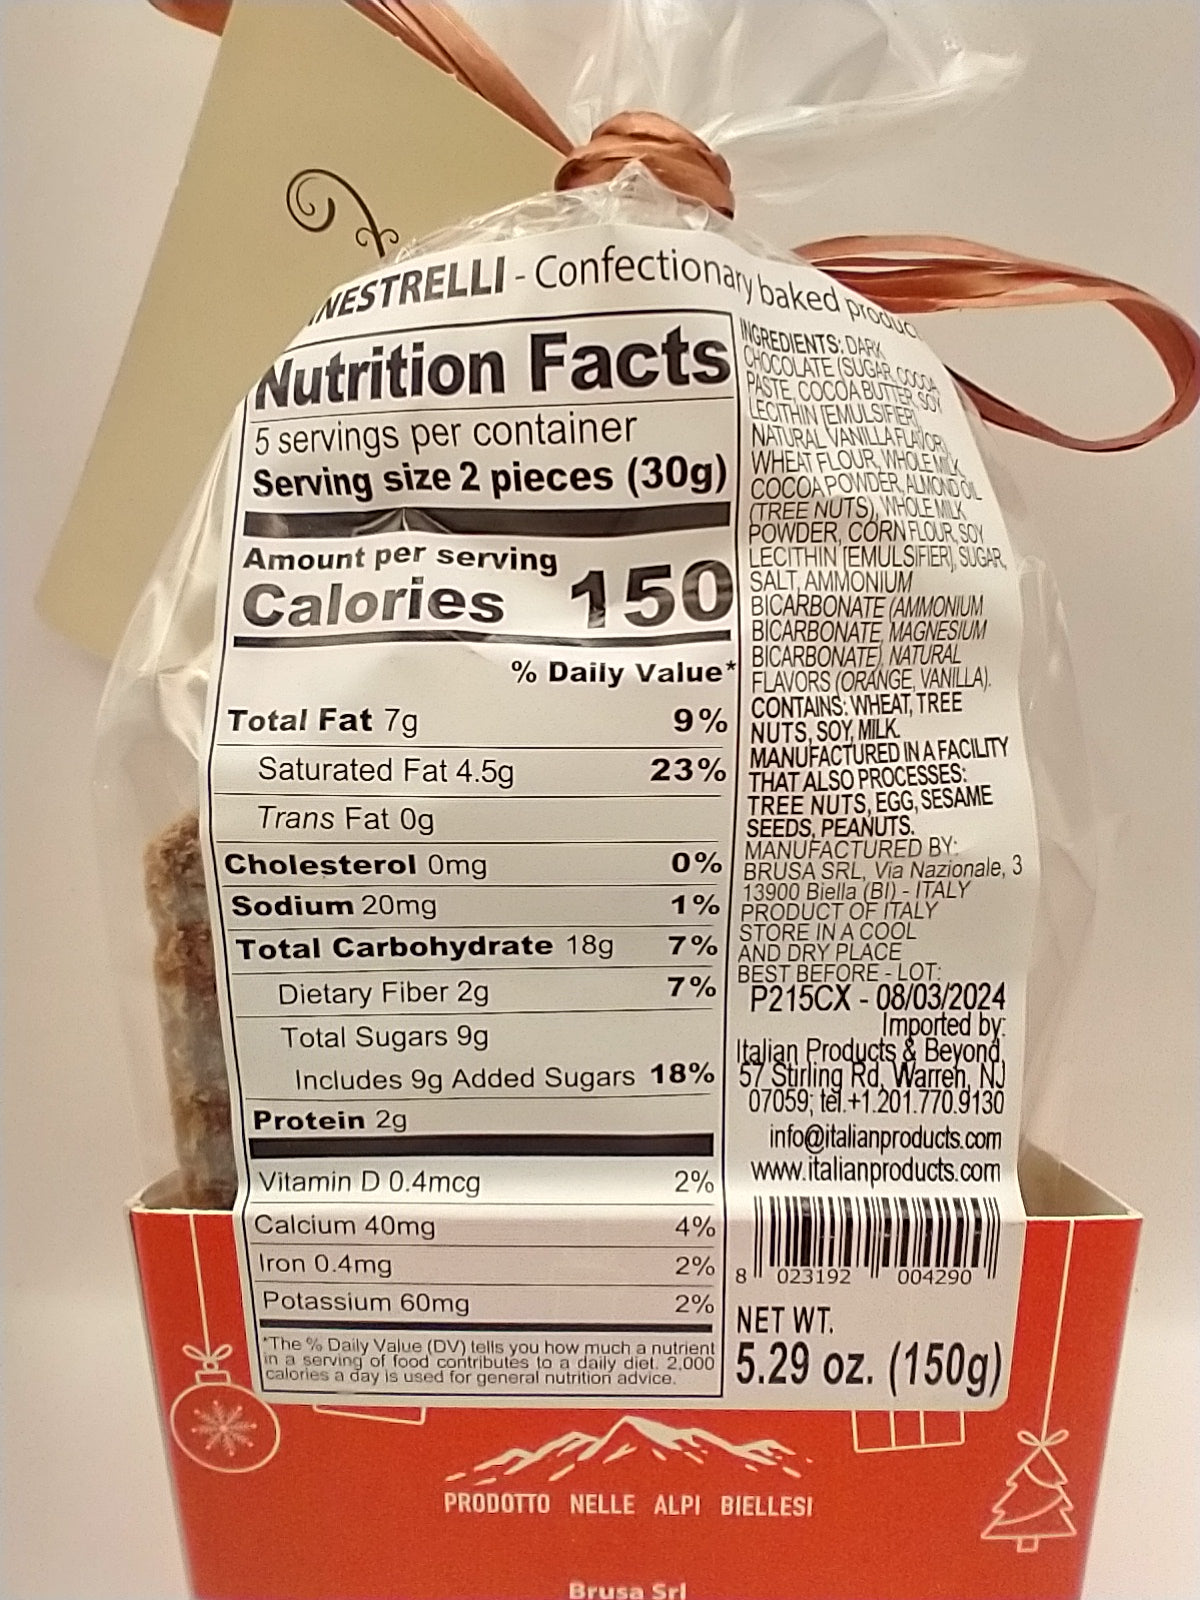 NESTRELLI - Confectionary baked produc
Nutrition Facts
5 servings per container
Serving size 2 pieces (30g)
Amount per serving
Calories 150
% Daily Value*
Total Fat 7g 9%
Saturated Fat 4.5g 23%
Trans Fat 0g
Cholesterol 0mg 0%
Sodium 20mg 1%
Total Carbohydrate 18g 7%
Dietary Fiber 2g 7%
Total Sugars 9g
Includes 9g Added Sugars 18%
Protein 2g
Vitamin D 0.4mcg 2%
Calcium 40mg 4%
Iron 0.4mg 2%
Potassium 60mg 2%
*The % Daily Value (DV) tells you how much a nutrient
in a serving of food contributes to a daily diet. 2,000
calories a day is used for general nutrition advice.
INGREDIENTS: DARK
CHOCOLATE (SUGAR, COCOA
PASTE, COCOA BUTTER, SOY
LECITHIN [EMULSIFIER],
NATURAL VANILLA FLAVOR),
WHEAT FLOUR, WHOLE MILK,
COCOA POWDER, ALMOND OIL
(TREE NUTS), WHOLE MILK
POWDER, CORN FLOUR, SOY
LECITHIN [EMULSIFIER], SUGAR,
SALT, AMMONIUM
BICARBONATE (AMMONIUM
BICARBONATE, MAGNESIUM
BICARBONATE), NATURAL
FLAVORS (ORANGE, VANILLA).
CONTAINS: WHEAT, TREE
NUTS, SOY, MILK.
MANUFACTURED IN A FACILITY
THAT ALSO PROCESSES:
TREE NUTS, EGG, SESAME
SEEDS, PEANUTS.
MANUFACTURED BY:
BRUSA SRL, Via Nazionale, 3
13900 Biella (BI) - ITALY
PRODUCT OF ITALY
STORE IN A COOL
AND DRY PLACE
BEST BEFORE - LOT:
P215CX - 08/03/2024
Imported by:
Italian Products & Beyond,
57 Stirling Rd, Warren, NJ
07059; tel.+1.201.770.9130
info@italianproducts.com
www.italianproducts.com
8 023192 004290
NET WT.
5.29 oz. (150g)
PRODOTTO NELLE ALPI BIELLESI
Brusa Srl